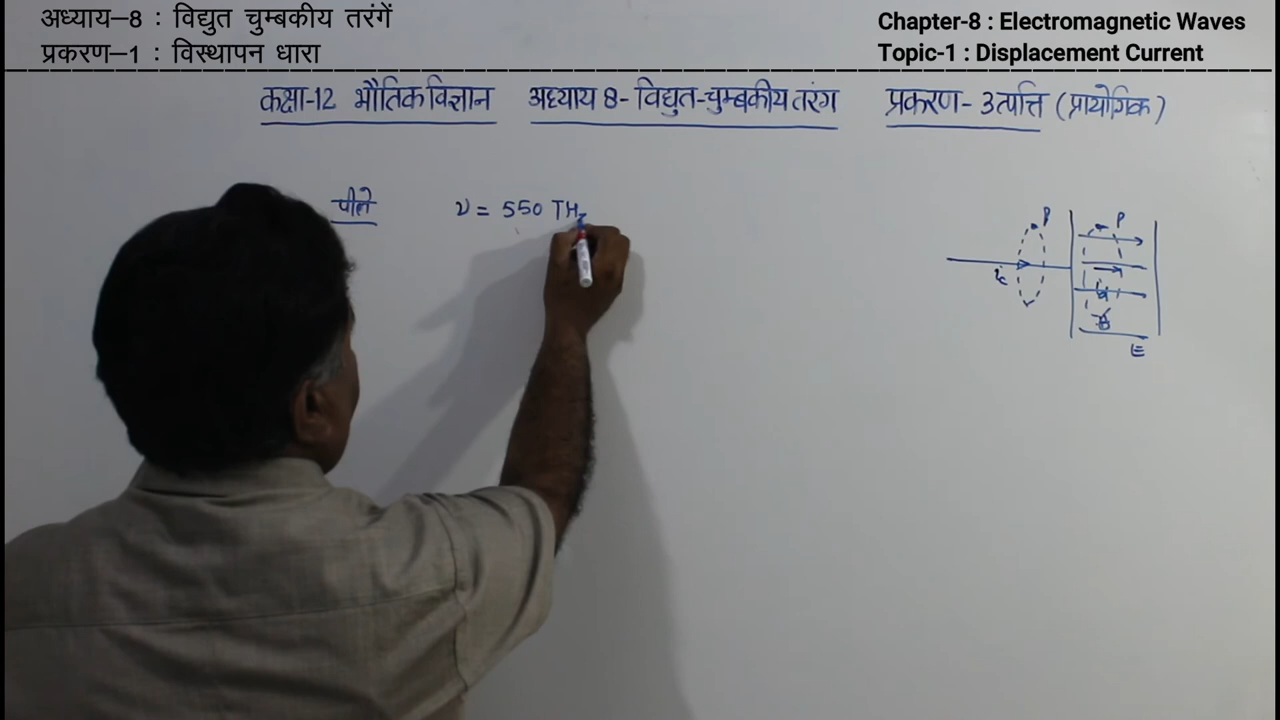 अध्याय–8 : विद्युत चुम्बकीय तरंगें
Chapter-8 : Electromagnetic Waves
प्रकरण–1 : विस्थापन धारा
Topic-1 : Displacement Current
कक्षा-12 भौतिक विज्ञान अध्याय 8- विद्युत-चुम्बकीय तरंग प्रकरण- उत्पत्ति (प्रायोगिक)
पीले ν = 550 THz
P P
ic
E